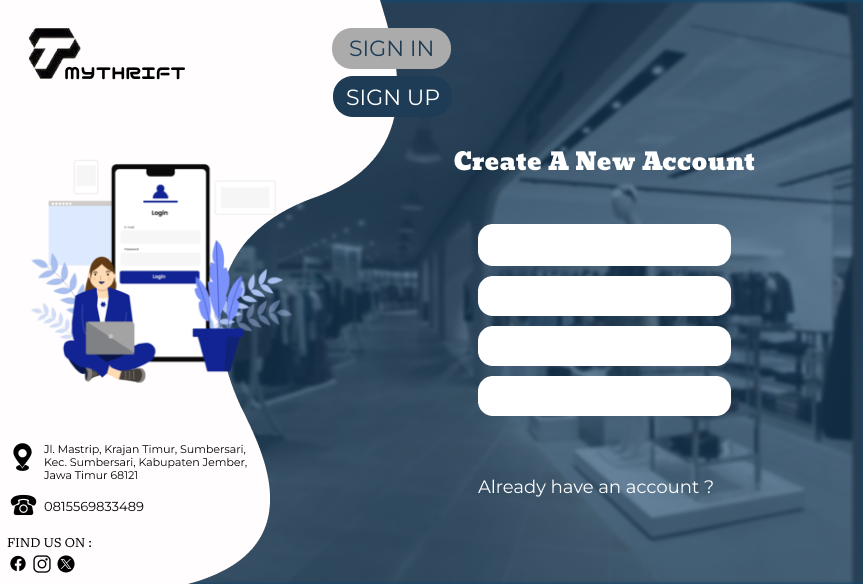 MYTHRIFT
SIGN IN
SIGN UP
Create A New Account
Login
E-mail
Password
Login
Jl. Mastrip, Krajan Timur, Sumbersari,
Kec. Sumbersari, Kabupaten Jember,
Jawa Timur 68121
0815569833489
FIND US ON :
Already have an account ?